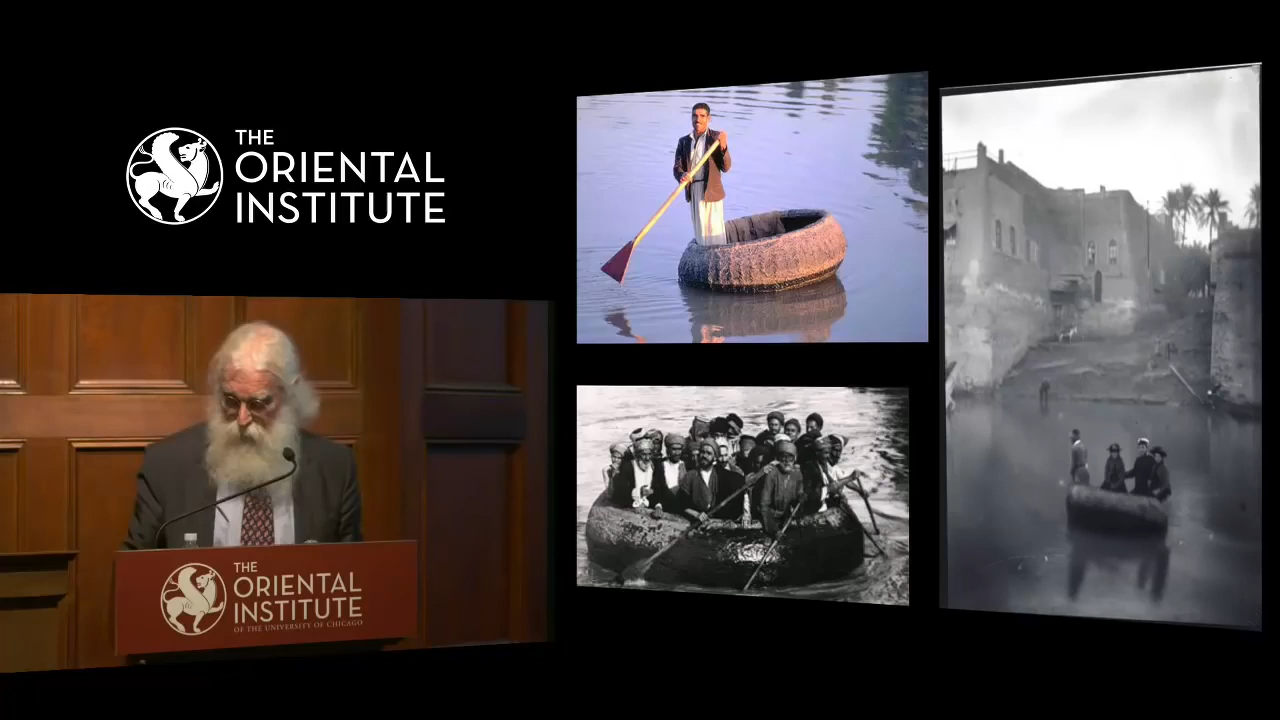 THE
ORIENTAL
INSTITUTE
THE
ORIENTAL
INSTITUTE
OF THE UNIVERSITY OF CHICAGO